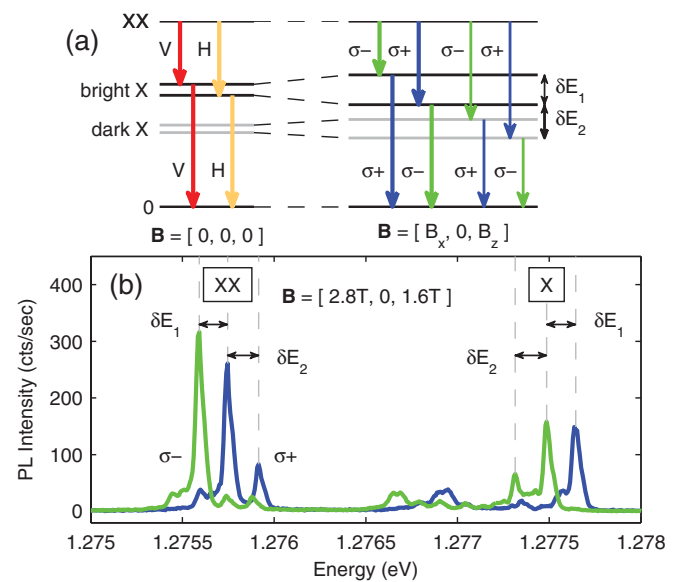 (a)
XX
V H
σ− σ+ σ− σ+
bright X
δE1
dark X
δE2
V H
σ+ σ− σ+ σ−
0
B = [ 0, 0, 0 ]
B = [ Bx, 0, Bz ]
(b)
XX
B = [ 2.8T, 0, 1.6T ]
X
δE1
δE1
δE2
δE2
σ−
σ+
PL Intensity (cts/sec)
400
300
200
100
0
1.275 1.2755 1.276 1.2765 1.277 1.2775 1.278
Energy (eV)